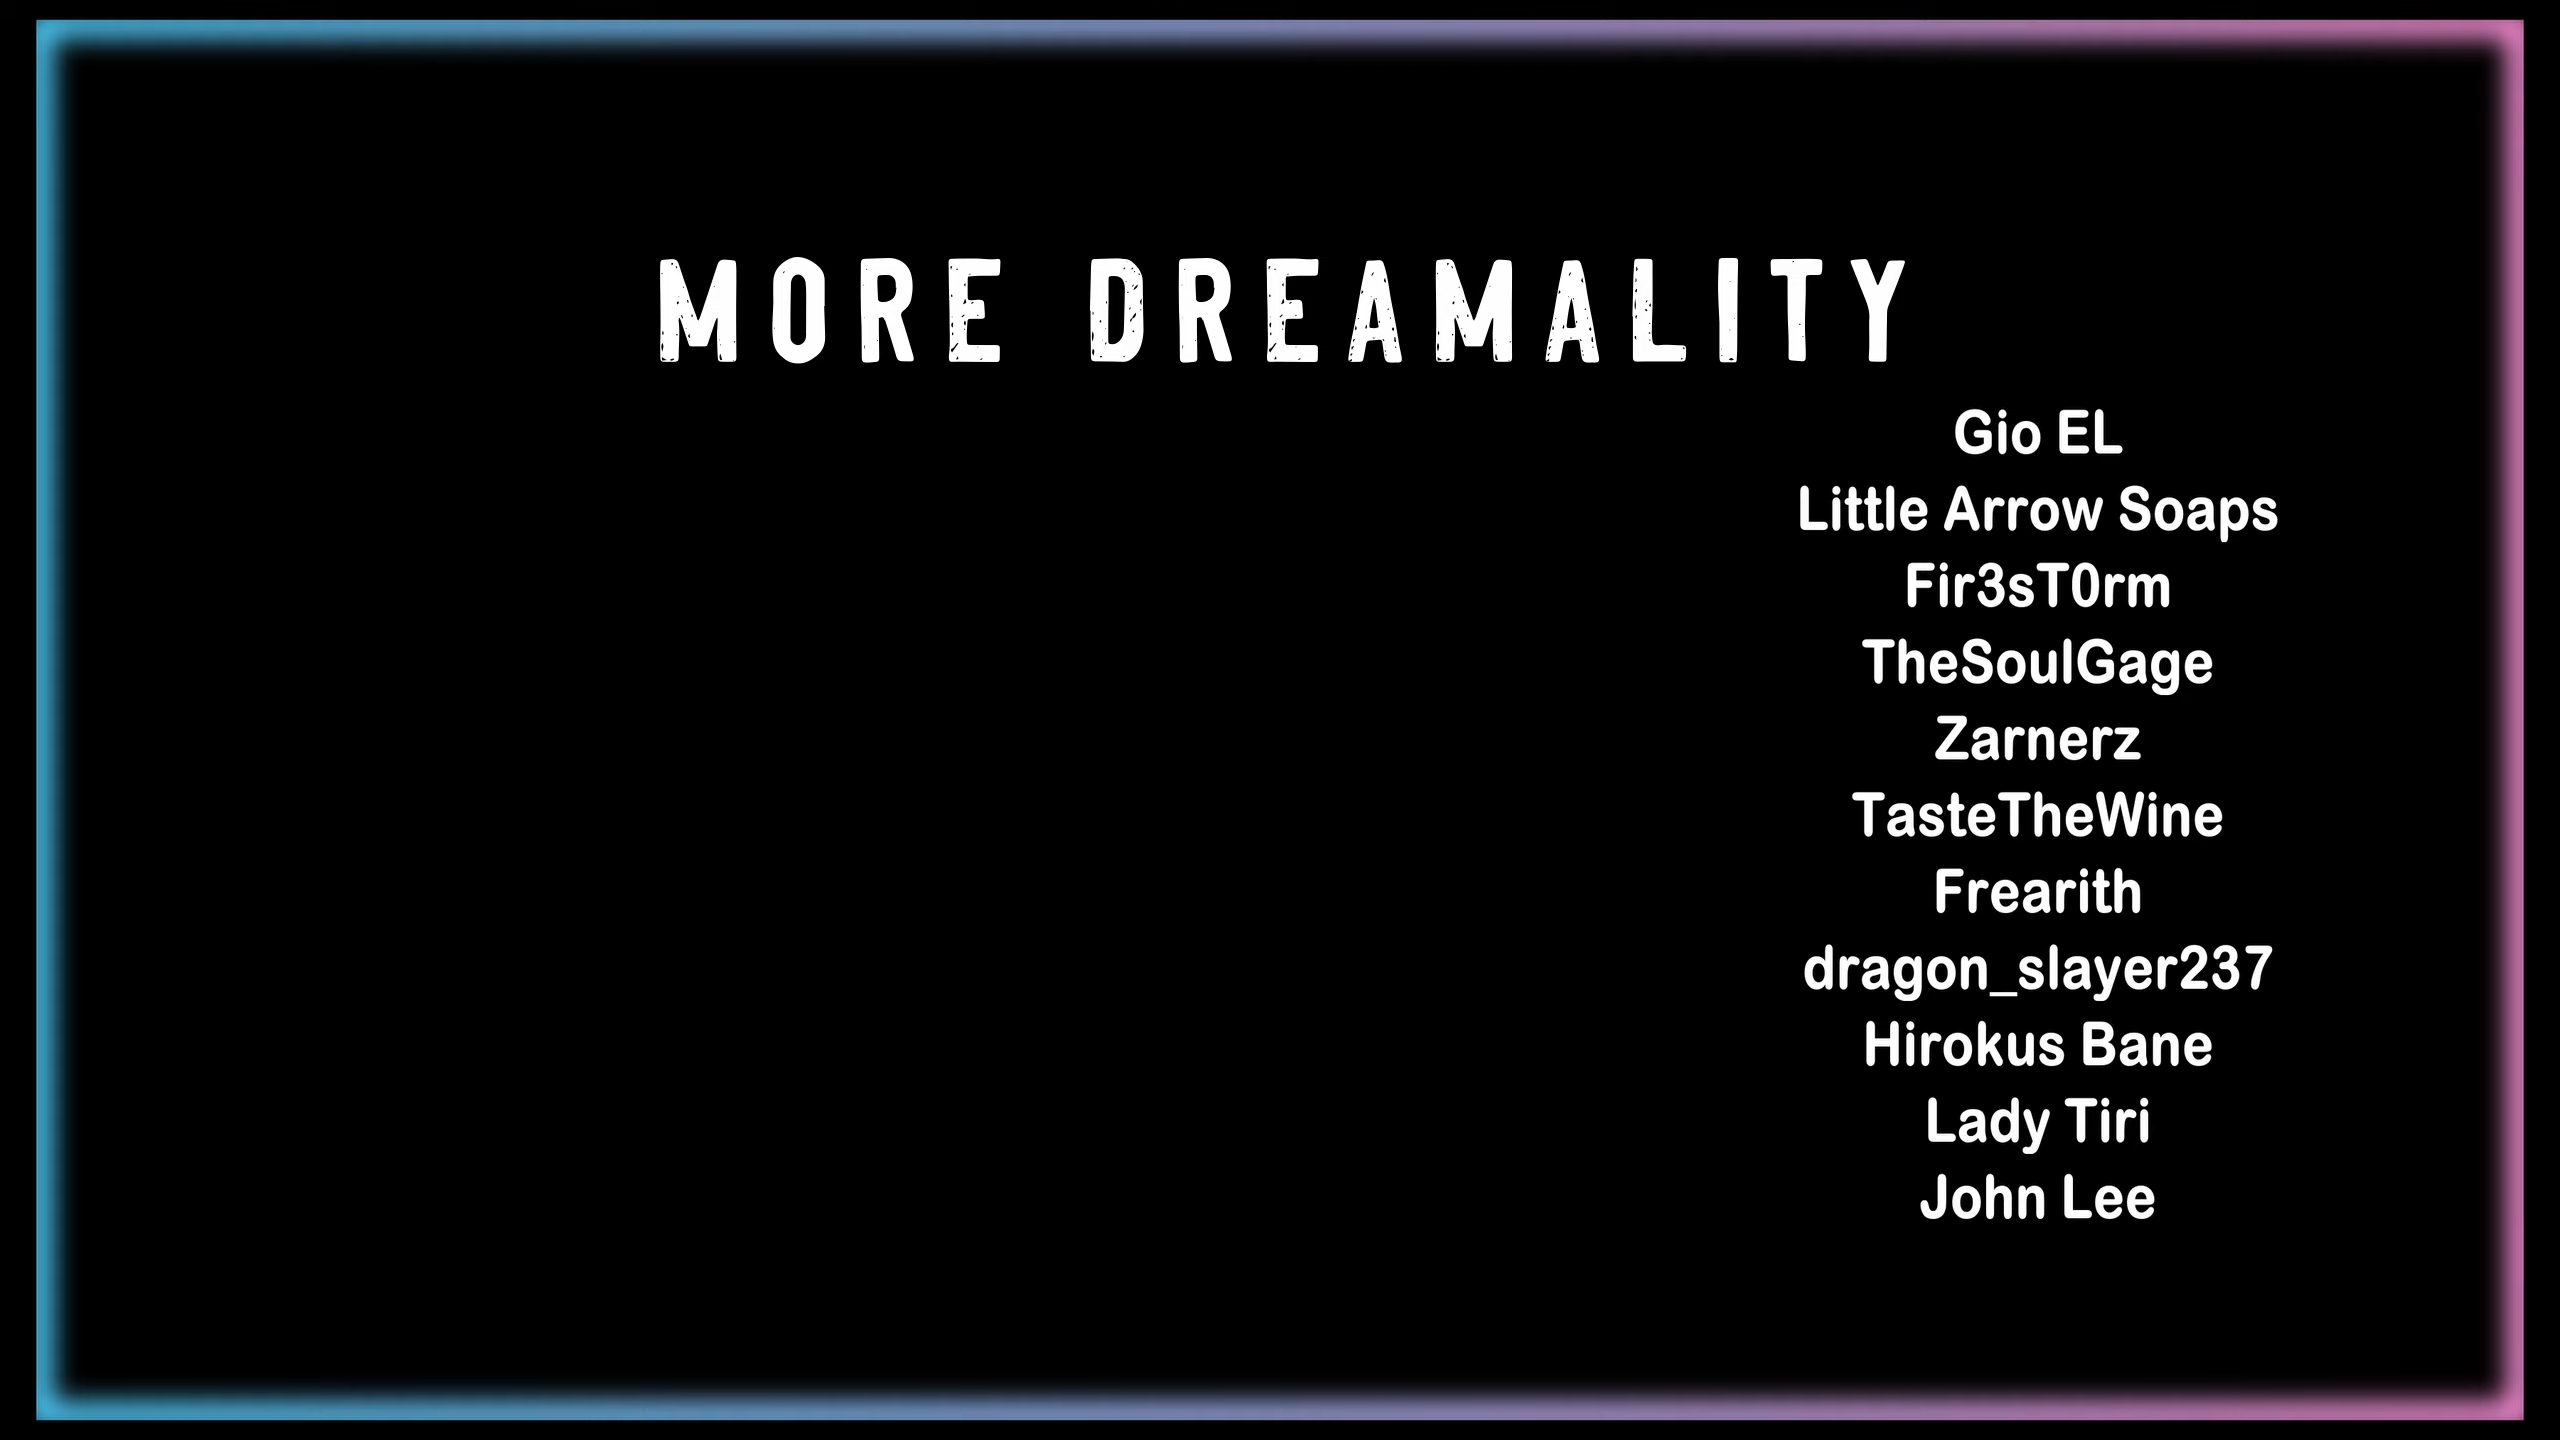 MORE DREAMALITY
Gio EL
Little Arrow Soaps
Fir3sT0rm
TheSoulGage
Zarnerz
TasteTheWine
Frearith
dragon_slayer237
Hirokus Bane
Lady Tiri
John Lee